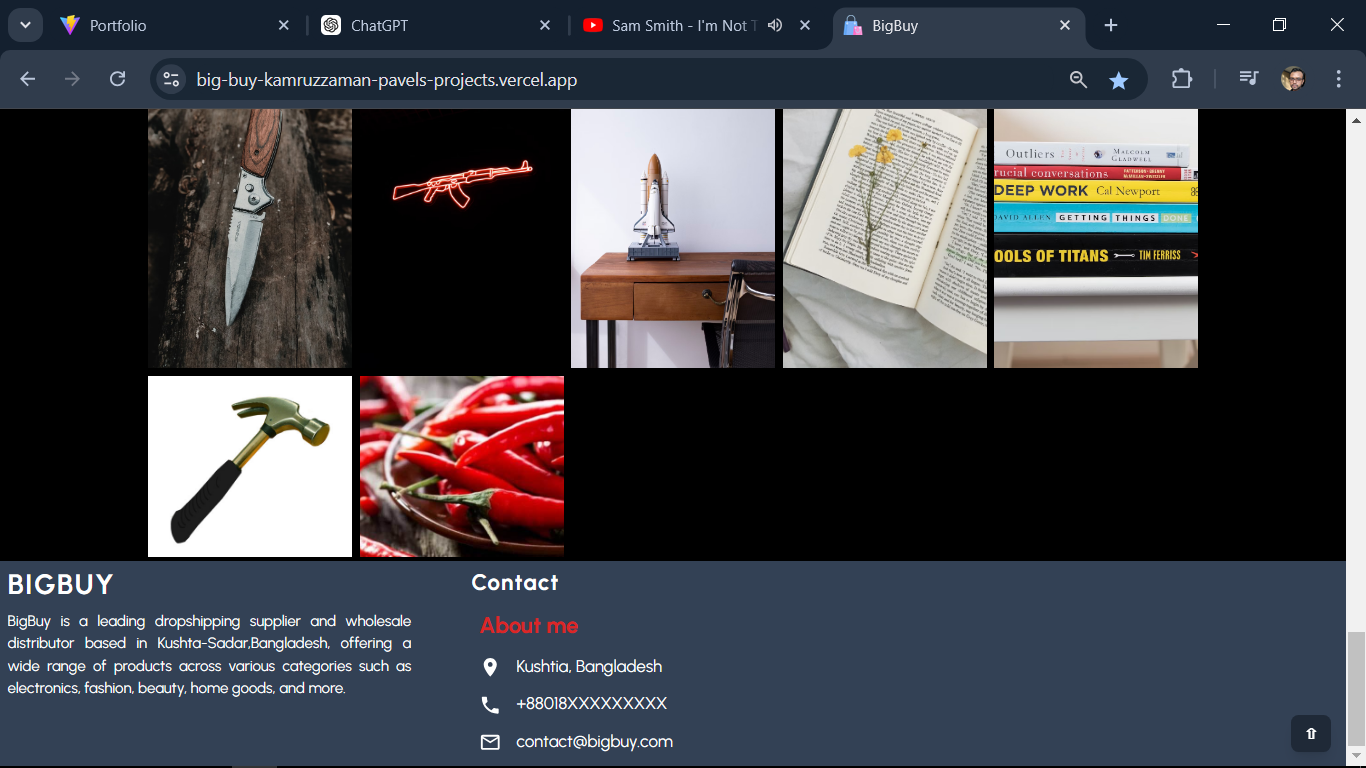 Portfolio
ChatGPT
Sam Smith - I'm Not T
BigBuy
big-buy-kamruzzaman-pavels-projects.vercel.app
Outliers
MALCOLM
GLADWELL
rucial conversations
DEEP WORK Cal Newport
DAVID ALLEN GETTING THINGS DONE
OOLS OF TITANS TIM FERRISS
BIGBUY
BigBuy is a leading dropshipping supplier and wholesale
distributor based in Kushta-Sadar,Bangladesh, offering a
wide range of products across various categories such as
electronics, fashion, beauty, home goods, and more.
Contact
About me
Kushtia, Bangladesh
+88018XXXXXXXXX
contact@bigbuy.com